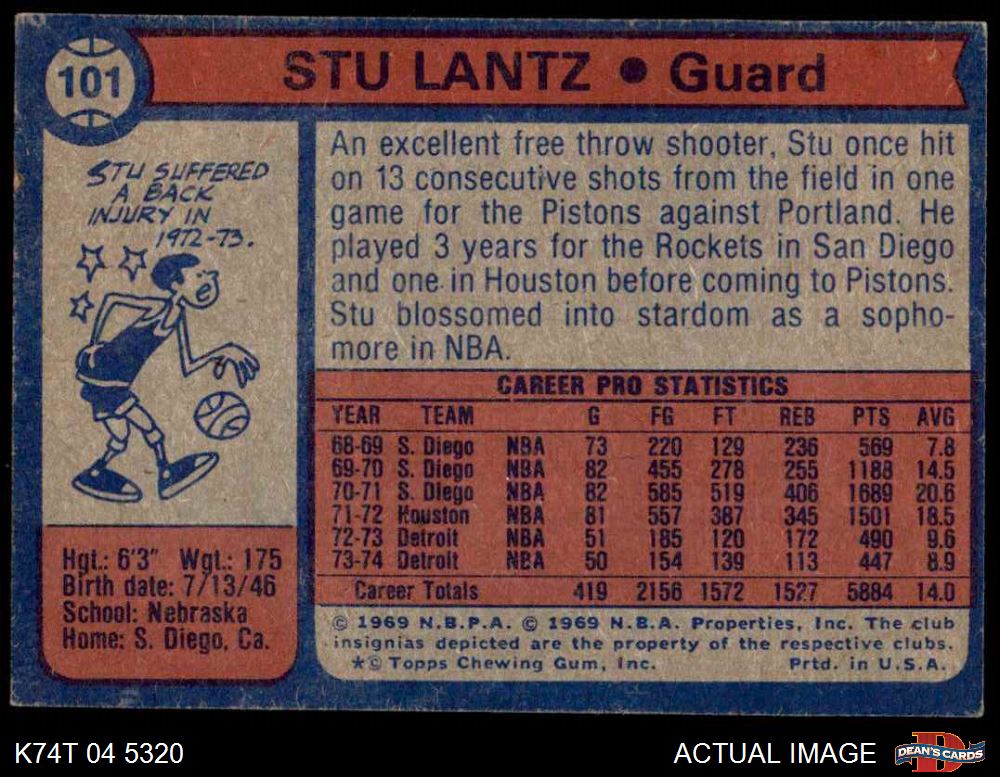 101
STU LANTZ • Guard
STU SUFFERED
A BACK
INJURY IN
1972-73.
An excellent free throw shooter, Stu once hit
on 13 consecutive shots from the field in one
game for the Pistons against Portland. He
played 3 years for the Rockets in San Diego
and one in Houston before coming to Pistons.
Stu blossomed into stardom as a sopho-
more in NBA.
CAREER PRO STATISTICS
YEAR TEAM G FG FT REB PTS AVG
68-69 S. Diego NBA 73 220 129 236 569 7.8
69-70 S. Diego NBA 82 455 278 255 1188 14.5
70-71 S. Diego NBA 82 585 519 406 1689 20.6
71-72 Houston NBA 81 557 387 345 1501 18.5
72-73 Detroit NBA 51 185 120 172 490 9.6
73-74 Detroit NBA 50 154 139 113 447 8.9
Career Totals 419 2156 1572 1527 5884 14.0
Hgt.: 6'3" Wgt.: 175
Birth date: 7/13/46
School: Nebraska
Home: S. Diego, Ca.
© 1969 N.B.P.A. © 1969 N.B.A. Properties, Inc. The club
insignias depicted are the property of the respective clubs.
*© Topps Chewing Gum, Inc. Prtd. in U.S.A.
K74T 04 5320
ACTUAL IMAGE
DEAN'S CARDS